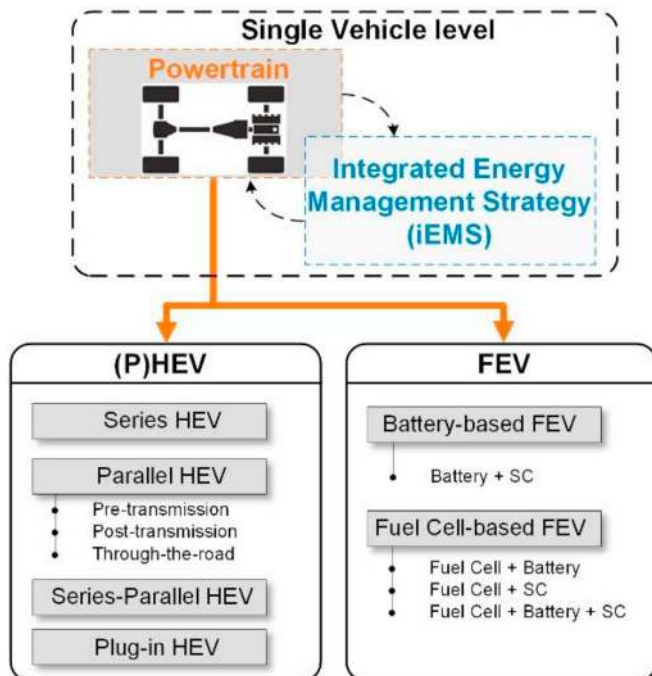 Single Vehicle level
Powertrain
Integrated Energy
Management Strategy
(iEMS)
(P)HEV
Series HEV
Parallel HEV
Pre-transmission
Post-transmission
Through-the-road
Series-Parallel HEV
Plug-in HEV
FEV
Battery-based FEV
Battery + SC
Fuel Cell-based FEV
Fuel Cell + Battery
Fuel Cell + SC
Fuel Cell + Battery + SC